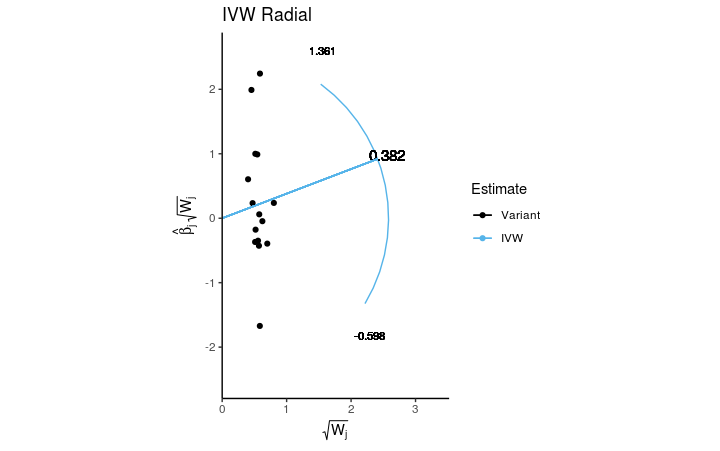 IVW Radial
1.361
0.382
-0.598
2
1
0
-1
-2
β̂ⱼ√Wⱼ
0 1 2 3
√Wⱼ
Estimate
Variant
IVW